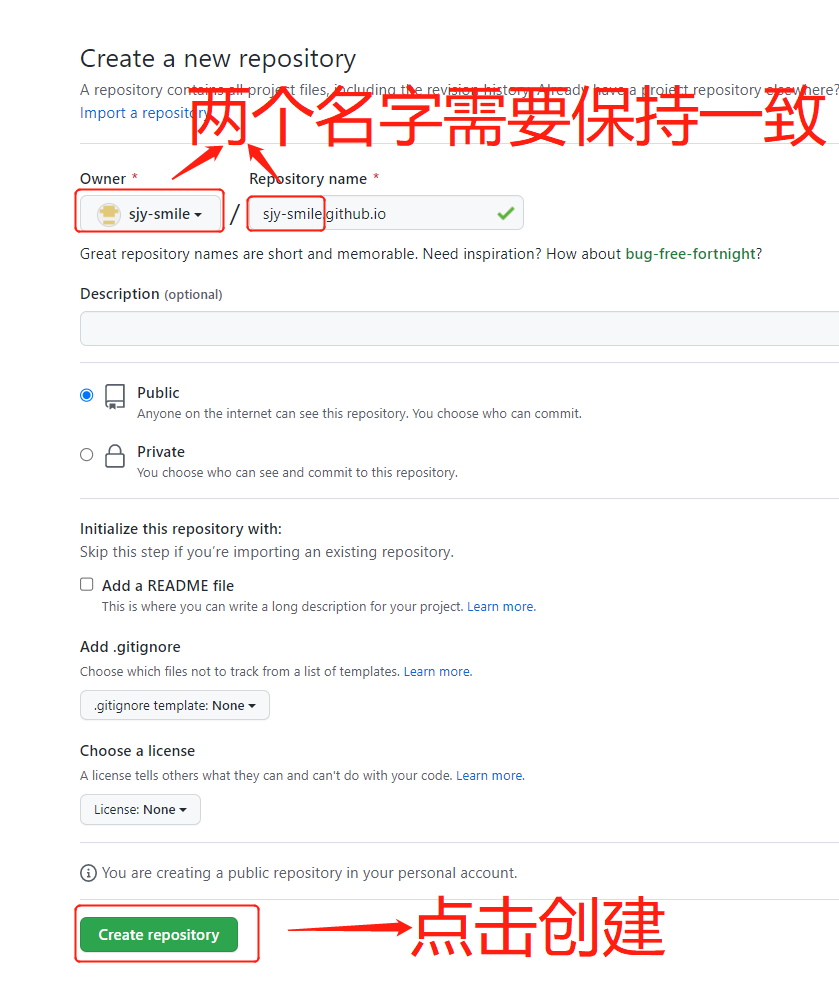 Create a new repository
A repository contains all project files, including the revision history. Already have a project repository elsewhere?
Import a repository.
两个名字需要保持一致
Owner * Repository name *
sjy-smile / sjy-smile.github.io
Great repository names are short and memorable. Need inspiration? How about bug-free-fortnight?
Description (optional)
Public
Anyone on the internet can see this repository. You choose who can commit.
Private
You choose who can see and commit to this repository.
Initialize this repository with:
Skip this step if you're importing an existing repository.
Add a README file
This is where you can write a long description for your project. Learn more.
Add .gitignore
Choose which files not to track from a list of templates. Learn more.
.gitignore template: None
Choose a license
A license tells others what they can and can't do with your code. Learn more.
License: None
You are creating a public repository in your personal account.
Create repository
点击创建